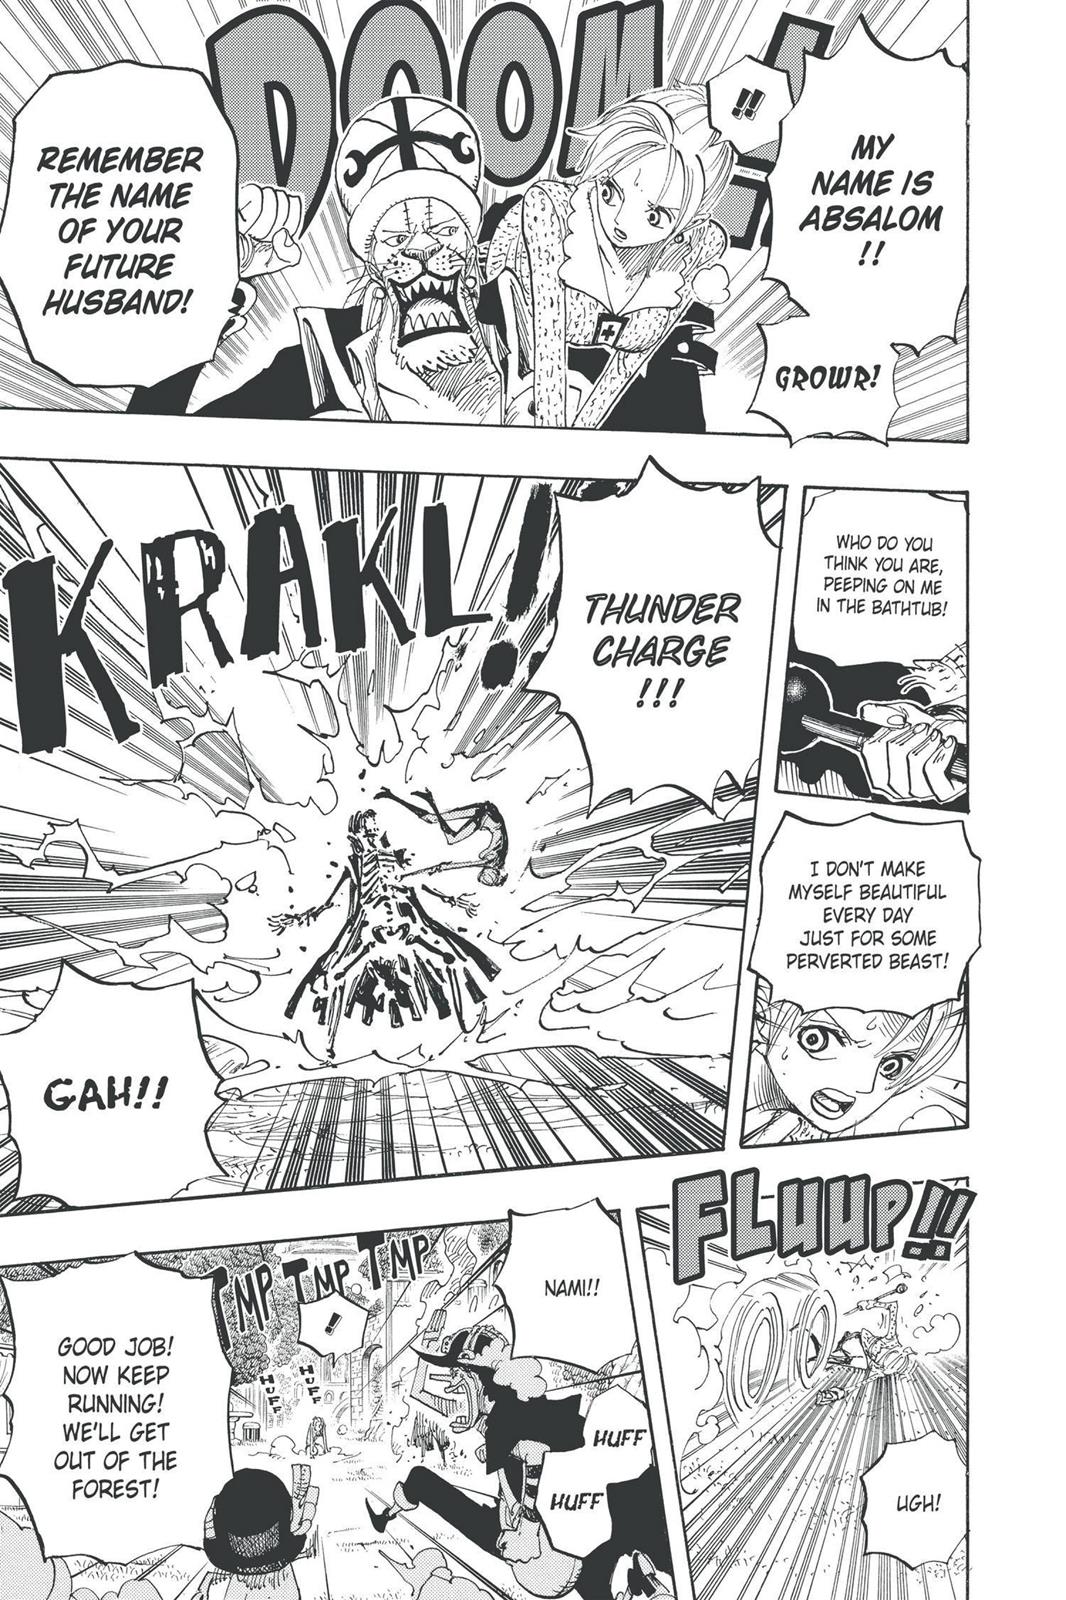 DOOM
!!
MY
NAME IS
ABSALOM
!!
GROWR!
REMEMBER
THE NAME
OF YOUR
FUTURE
HUSBAND!
WHO DO YOU
THINK YOU ARE,
PEEPING ON ME
IN THE BATHTUB!
I DON'T MAKE
MYSELF BEAUTIFUL
EVERY DAY
JUST FOR SOME
PERVERTED BEAST!
THUNDER
CHARGE
!!!
KRAKL!
GAH!!
FLUUP!!
UGH!
NAMI!!
HUFF
HUFF
TMP
TMP
TMP
!
HUFF
HUFF
GOOD JOB!
NOW KEEP
RUNNING!
WE'LL GET
OUT OF THE
FOREST!